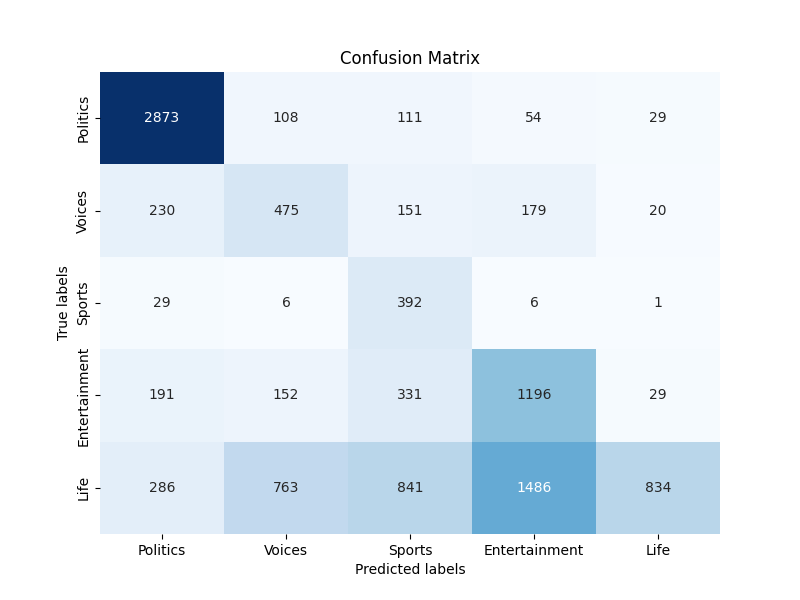 Confusion Matrix
Politics 2873 108 111 54 29
Voices 230 475 151 179 20
Sports 29 6 392 6 1
Entertainment 191 152 331 1196 29
Life 286 763 841 1486 834
True labels
Politics Voices Sports Entertainment Life
Predicted labels